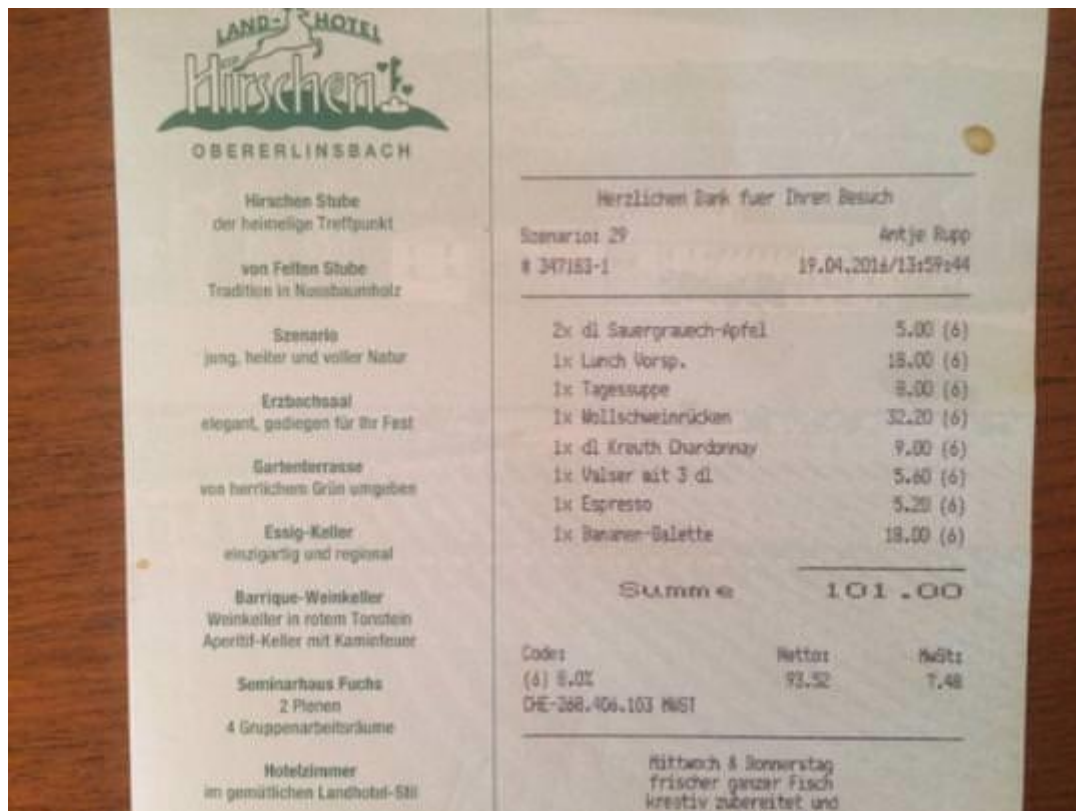 LAND-HOTEL
Hirschen
OBERERLINSBACH
Hirschen Stube
der heimelige Treffpunkt
von Felten Stube
Tradition in Nussbaumholz
Szenario
jung, heiter und voller Natur
Erzbachsaal
elegant, gediegen für Ihr Fest
Gartenterrasse
von herrlichem Grün umgeben
Essig-Keller
einzigartig und regional
Barrique-Weinkeller
Weinkeller in rotem Tonstein
Aperitif-Keller mit Kaminfeuer
Seminarhaus Fuchs
2 Plenen
4 Gruppenarbeitsräume
Hotelzimmer
im gemütlichen Landhotel-Stil
Herzlichen Dank fuer Ihren Besuch
Szenario: 29 Antje Rupp
# 347183-1 19.04.2016/13:59:44
2x dl Sauergrauech-Apfel 5.00 (6)
1x Lunch Vorsp. 18.00 (6)
1x Tagessuppe 8.00 (6)
1x Wollschweinrücken 32.20 (6)
1x dl Kreuth Chardonnay 9.00 (6)
1x Valser mit 3 dl 5.60 (6)
1x Espresso 5.20 (6)
1x Bananen-Galette 18.00 (6)
Summe 101.00
Code: Netto: MwSt:
(6) 8.0% 93.52 7.48
CHE-268.406.103 MWST
Mittwoch & Donnerstag
frischer ganzer Fisch
kreativ zubereitet und